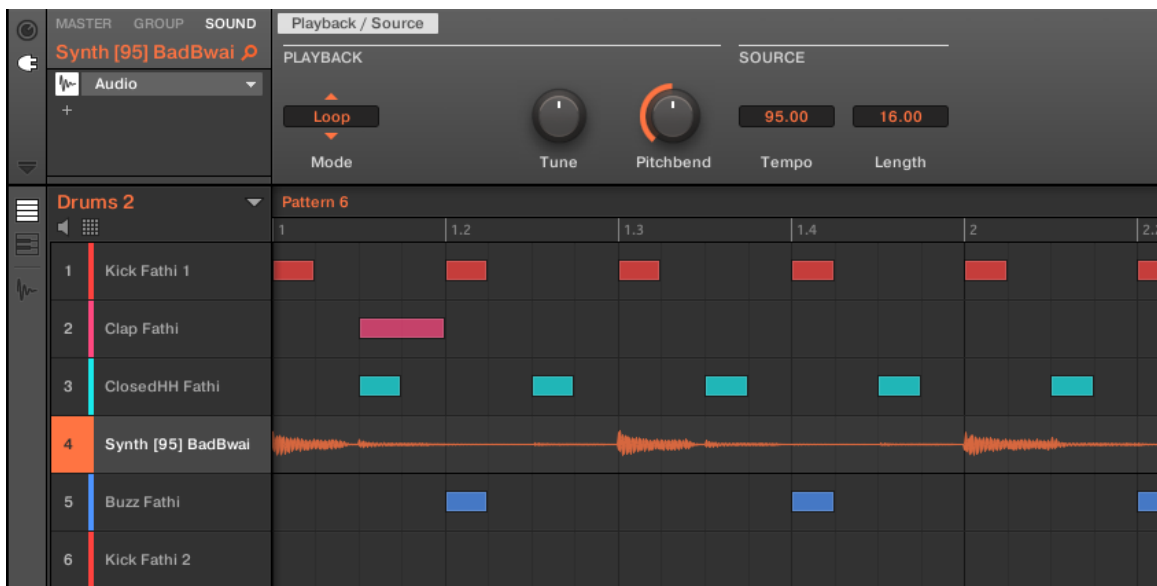 MASTER GROUP SOUND
Synth [95] BadBwai
Audio
+
Playback / Source
PLAYBACK
SOURCE
Loop
95.00
16.00
Mode
Tune
Pitchbend
Tempo
Length
Drums 2
Pattern 6
1 1.2 1.3 1.4 2
1 Kick Fathi 1
2 Clap Fathi
3 ClosedHH Fathi
4 Synth [95] BadBwai
5 Buzz Fathi
6 Kick Fathi 2